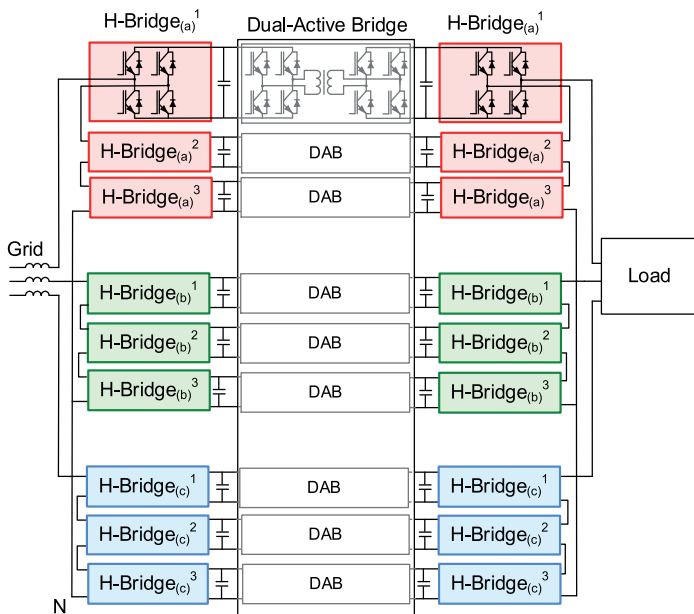 H-Bridge(a)1 Dual-Active Bridge H-Bridge(a)1
H-Bridge(a)2 DAB H-Bridge(a)2
H-Bridge(a)3 DAB H-Bridge(a)3
Grid
Load
H-Bridge(b)1 DAB H-Bridge(b)1
H-Bridge(b)2 DAB H-Bridge(b)2
H-Bridge(b)3 DAB H-Bridge(b)3
H-Bridge(c)1 DAB H-Bridge(c)1
H-Bridge(c)2 DAB H-Bridge(c)2
H-Bridge(c)3 DAB H-Bridge(c)3
N